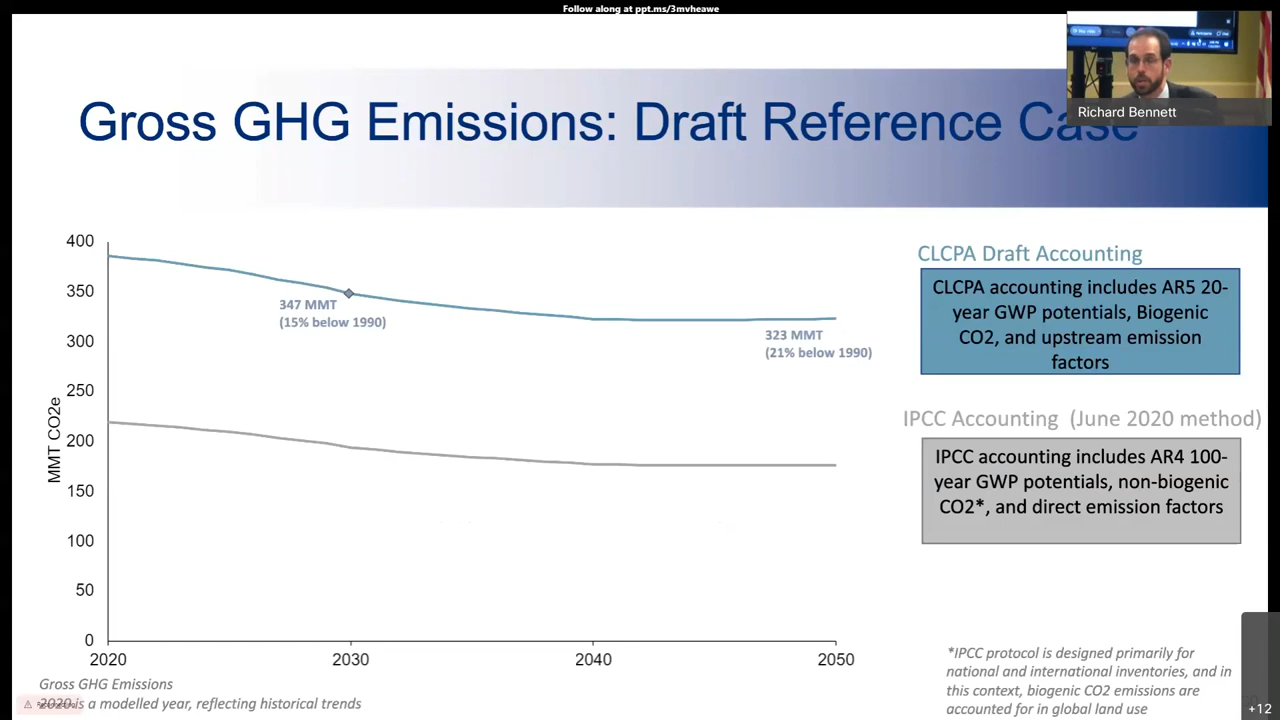 Follow along at ppt.ms/3mvheawe
Richard Bennett
Gross GHG Emissions: Draft Reference Case
400
350
300
250
200
150
100
50
0
MMT CO2e
2020
2030
2040
2050
347 MMT
(15% below 1990)
323 MMT
(21% below 1990)
CLCPA Draft Accounting
CLCPA accounting includes AR5 20-
year GWP potentials, Biogenic
CO2, and upstream emission
factors
IPCC Accounting (June 2020 method)
IPCC accounting includes AR4 100-
year GWP potentials, non-biogenic
CO2*, and direct emission factors
Gross GHG Emissions
2020 is a modelled year, reflecting historical trends
*IPCC protocol is designed primarily for
national and international inventories, and in
this context, biogenic CO2 emissions are
accounted for in global land use
+12